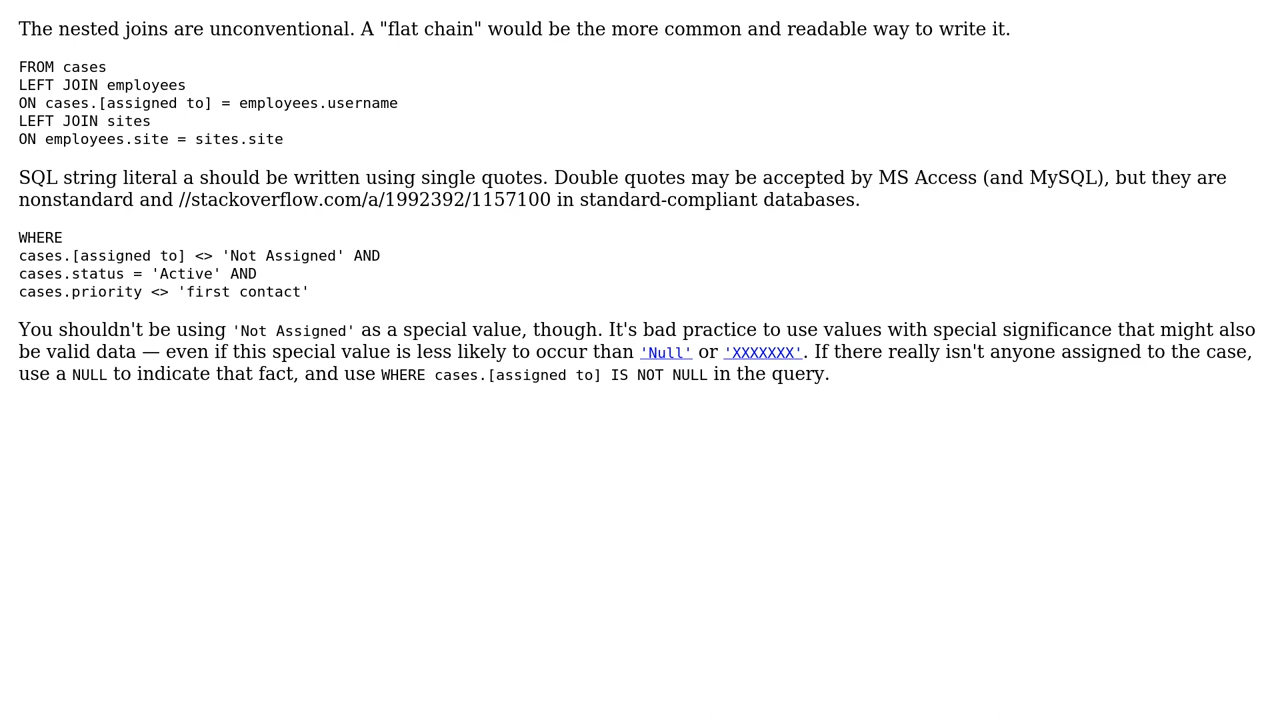 The nested joins are unconventional. A "flat chain" would be the more common and readable way to write it.
FROM cases
LEFT JOIN employees
ON cases.[assigned to] = employees.username
LEFT JOIN sites
ON employees.site = sites.site
SQL string literal a should be written using single quotes. Double quotes may be accepted by MS Access (and MySQL), but they are
nonstandard and //stackoverflow.com/a/1992392/1157100 in standard-compliant databases.
WHERE
cases.[assigned to] <> 'Not Assigned' AND
cases.status = 'Active' AND
cases.priority <> 'first contact'
You shouldn't be using 'Not Assigned' as a special value, though. It's bad practice to use values with special significance that might also
be valid data — even if this special value is less likely to occur than 'Null' or 'XXXXXXX'. If there really isn't anyone assigned to the case,
use a NULL to indicate that fact, and use WHERE cases.[assigned to] IS NOT NULL in the query.